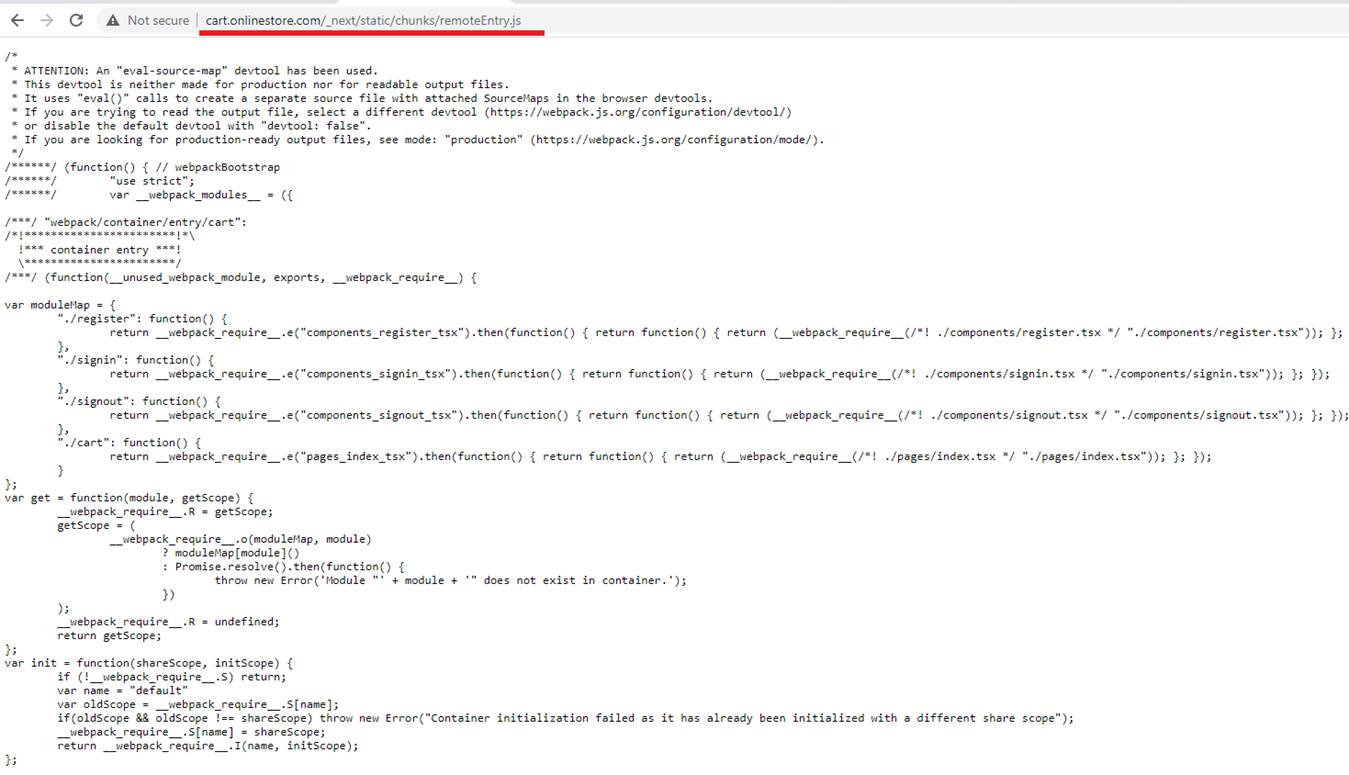 Not secure | cart.onlinestore.com/_next/static/chunks/remoteEntry.js
/*
 * ATTENTION: An "eval-source-map" devtool has been used.
 * This devtool is neither made for production nor for readable output files.
 * It uses "eval()" calls to create a separate source file with attached SourceMaps in the browser devtools.
 * If you are trying to read the output file, select a different devtool (https://webpack.js.org/configuration/devtool/)
 * or disable the default devtool with "devtool: false".
 * If you are looking for production-ready output files, see mode: "production" (https://webpack.js.org/configuration/mode/).
 */
/******/ (function() { // webpackBootstrap
/******/ 	"use strict";
/******/ 	var __webpack_modules__ = ({

/***/ "webpack/container/entry/cart":
/*!***********************!*\
  !*** container entry ***!
  \***********************/
/***/ (function(__unused_webpack_module, exports, __webpack_require__) {

var moduleMap = {
	"./register": function() {
		return __webpack_require__.e("components_register_tsx").then(function() { return function() { return (__webpack_require__(/*! ./components/register.tsx */ "./components/register.tsx")); };
	},
	"./signin": function() {
		return __webpack_require__.e("components_signin_tsx").then(function() { return function() { return (__webpack_require__(/*! ./components/signin.tsx */ "./components/signin.tsx")); }; });
	},
	"./signout": function() {
		return __webpack_require__.e("components_signout_tsx").then(function() { return function() { return (__webpack_require__(/*! ./components/signout.tsx */ "./components/signout.tsx")); }; });
	},
	"./cart": function() {
		return __webpack_require__.e("pages_index_tsx").then(function() { return function() { return (__webpack_require__(/*! ./pages/index.tsx */ "./pages/index.tsx")); }; });
	}
};
var get = function(module, getScope) {
	__webpack_require__.R = getScope;
	getScope = (
		__webpack_require__.o(moduleMap, module)
			? moduleMap[module]()
			: Promise.resolve().then(function() {
				throw new Error('Module "' + module + '" does not exist in container.');
			})
	);
	__webpack_require__.R = undefined;
	return getScope;
};
var init = function(shareScope, initScope) {
	if (!__webpack_require__.S) return;
	var name = "default"
	var oldScope = __webpack_require__.S[name];
	if(oldScope && oldScope !== shareScope) throw new Error("Container initialization failed as it has already been initialized with a different share scope");
	__webpack_require__.S[name] = shareScope;
	return __webpack_require__.I(name, initScope);
};